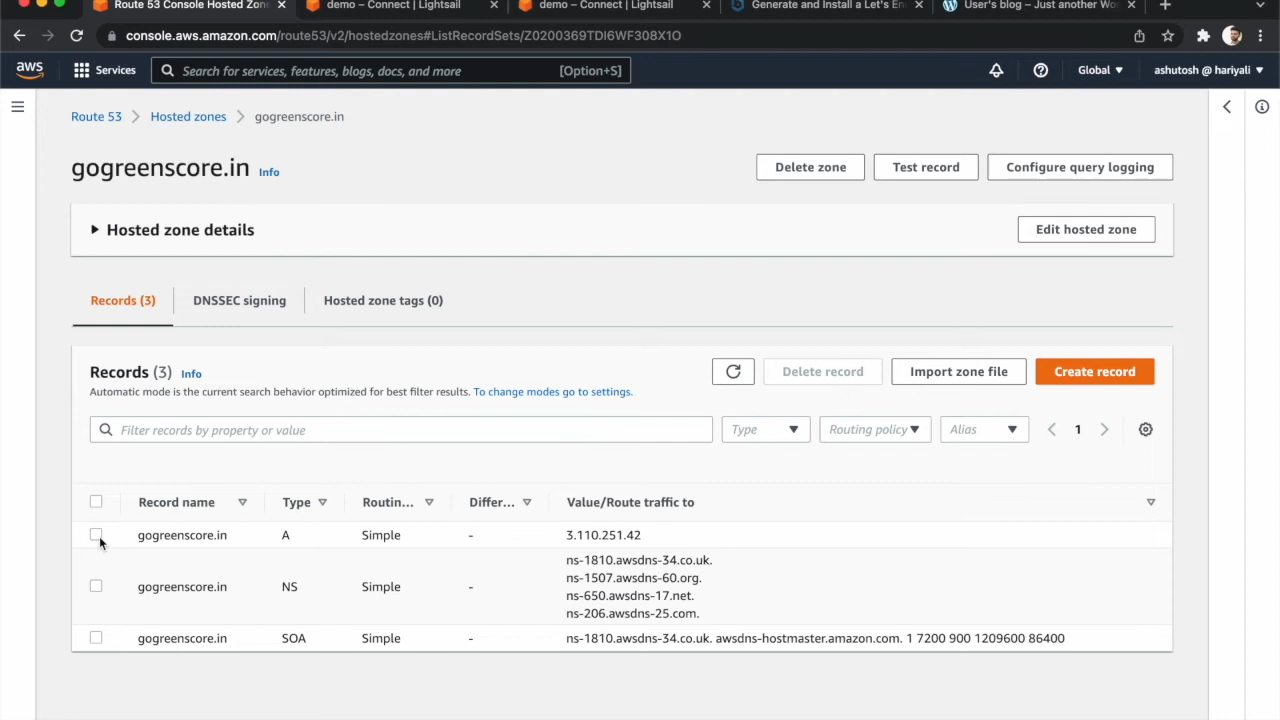 Route 53 Console Hosted Zone
demo – Connect | Lightsail
demo – Connect | Lightsail
Generate and Install a Let's En
User's blog – Just another Wo
console.aws.amazon.com/route53/v2/hostedzones#ListRecordSets/Z0200369TDI6WF308X1O
aws
Services
Search for services, features, blogs, docs, and more
[Option+S]
Global
ashutosh @ hariyali
Route 53
Hosted zones
gogreenscore.in
gogreenscore.in
Info
Delete zone
Test record
Configure query logging
Hosted zone details
Edit hosted zone
Records (3)
DNSSEC signing
Hosted zone tags (0)
Records (3)
Info
Delete record
Import zone file
Create record
Automatic mode is the current search behavior optimized for best filter results. To change modes go to settings.
Filter records by property or value
Type
Routing policy
Alias
1
Record name
Type
Routin...
Differ...
Value/Route traffic to
gogreenscore.in
A
Simple
-
3.110.251.42
gogreenscore.in
NS
Simple
-
ns-1810.awsdns-34.co.uk.
ns-1507.awsdns-60.org.
ns-650.awsdns-17.net.
ns-206.awsdns-25.com.
gogreenscore.in
SOA
Simple
-
ns-1810.awsdns-34.co.uk. awsdns-hostmaster.amazon.com. 1 7200 900 1209600 86400